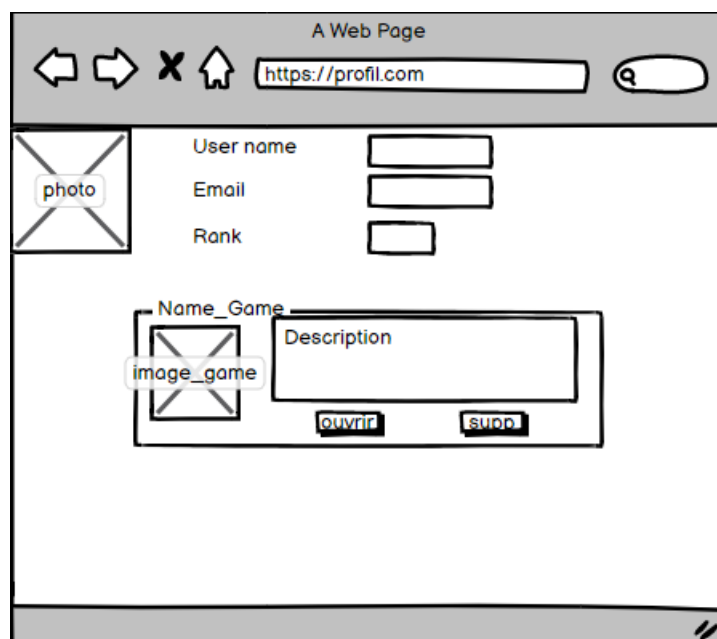 A Web Page
https://profil.com
User name
photo
Email
Rank
Name_Game
Description
image_game
ouvrir
supp